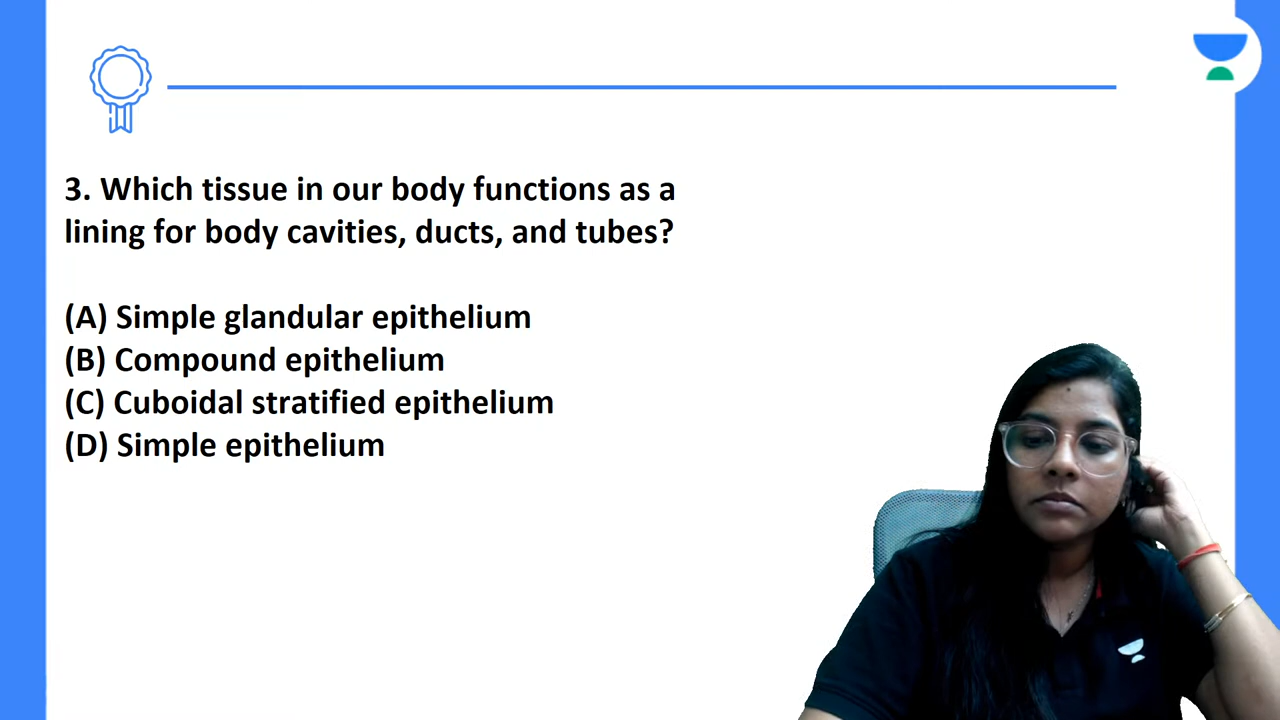 3. Which tissue in our body functions as a
lining for body cavities, ducts, and tubes?
(A) Simple glandular epithelium
(B) Compound epithelium
(C) Cuboidal stratified epithelium
(D) Simple epithelium